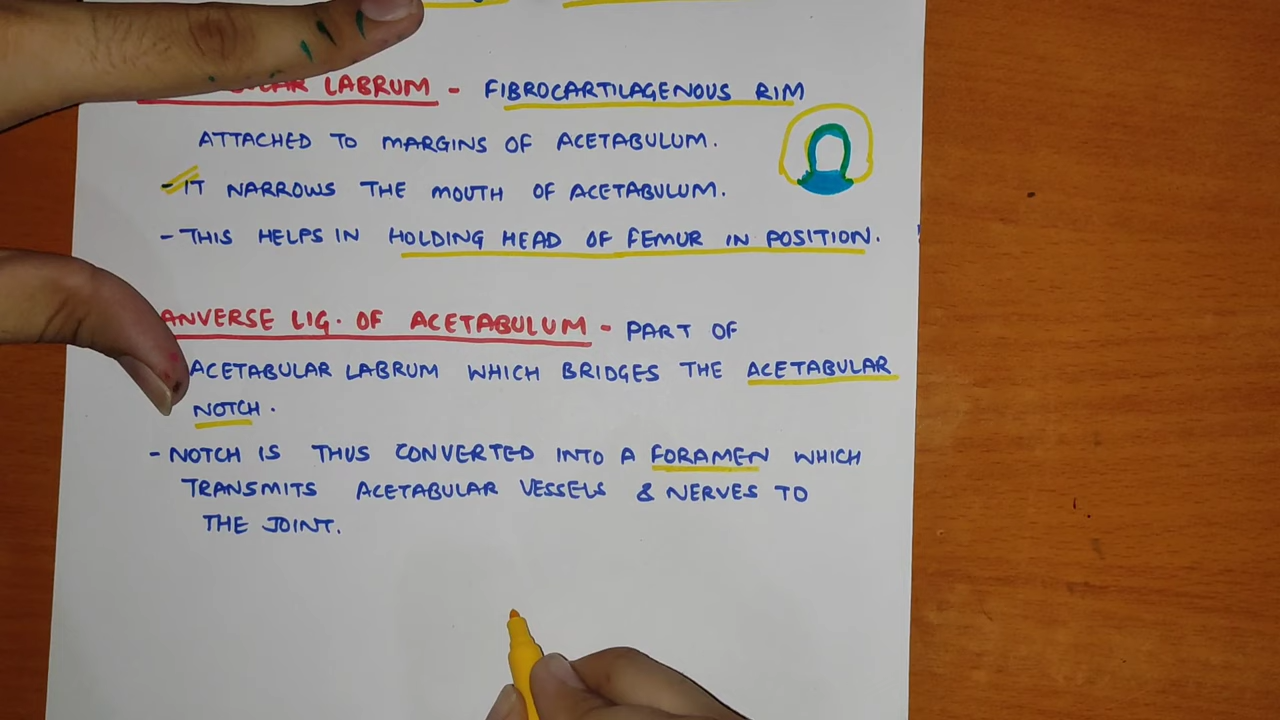 LABRUM - FIBROCARTILAGENOUS RIM
ATTACHED TO MARGINS OF ACETABULUM.
- IT NARROWS THE MOUTH OF ACETABULUM.
- THIS HELPS IN HOLDING HEAD OF FEMUR IN POSITION.
ANVERSE LIG. OF ACETABULUM - PART OF
ACETABULAR LABRUM WHICH BRIDGES THE ACETABULAR
NOTCH.
- NOTCH IS THUS CONVERTED INTO A FORAMEN WHICH
TRANSMITS ACETABULAR VESSELS & NERVES TO
THE JOINT.